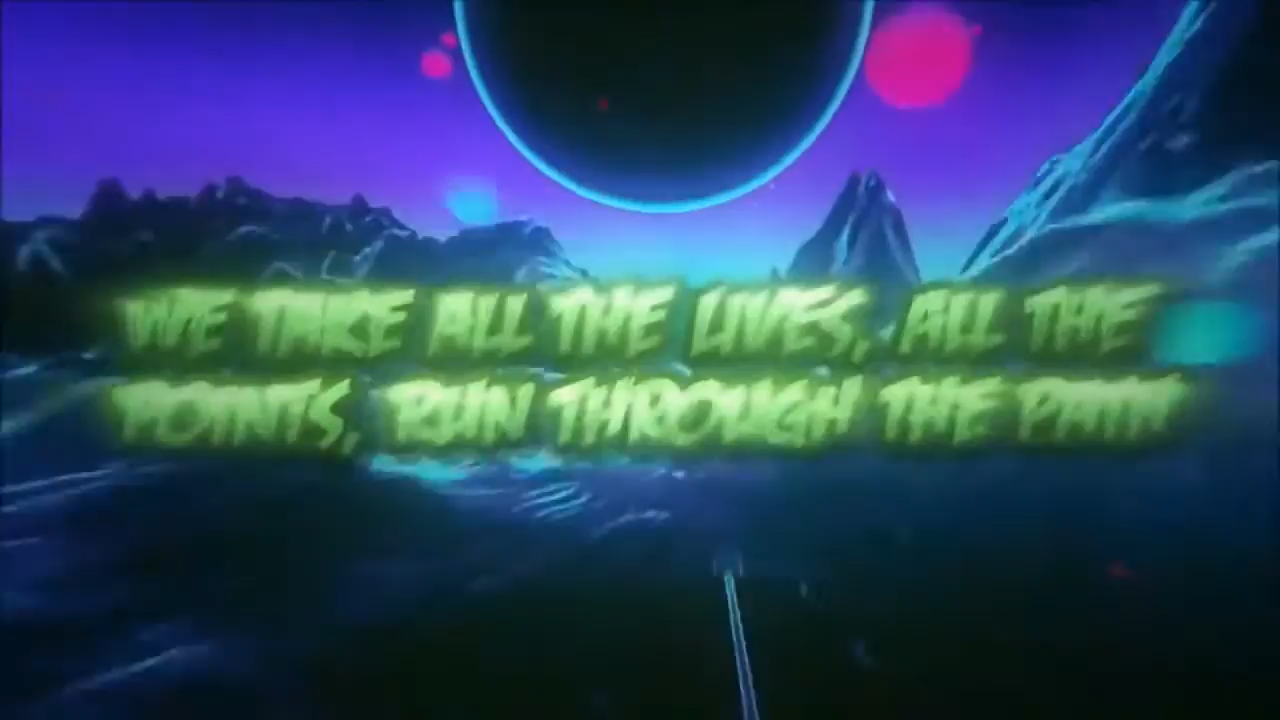 WE TAKE ALL THE LIVES, ALL THE
POINTS, RUN THROUGH THE PATH